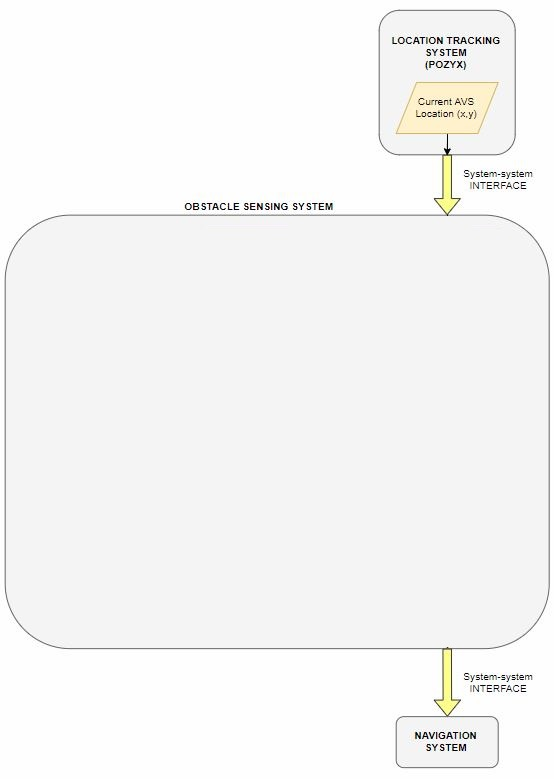 LOCATION TRACKING
SYSTEM
(POZYX)
Current AVS
Location (x,y)
System-system
INTERFACE
OBSTACLE SENSING SYSTEM
System-system
INTERFACE
NAVIGATION
SYSTEM